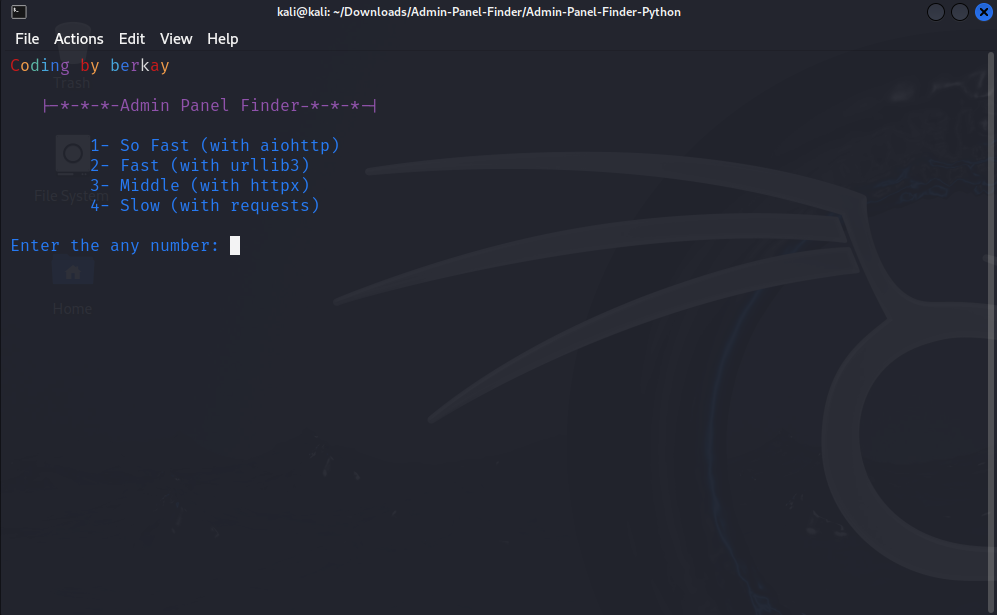 kali@kali: ~/Downloads/Admin-Panel-Finder/Admin-Panel-Finder-Python
File Actions Edit View Help
Coding by berkay
Trash
|-*-*-*-Admin Panel Finder-*-*-*-|
1- So Fast (with aiohttp)
2- Fast (with urllib3)
3- Middle (with httpx)
File System
4- Slow (with requests)
Enter the any number:
Home